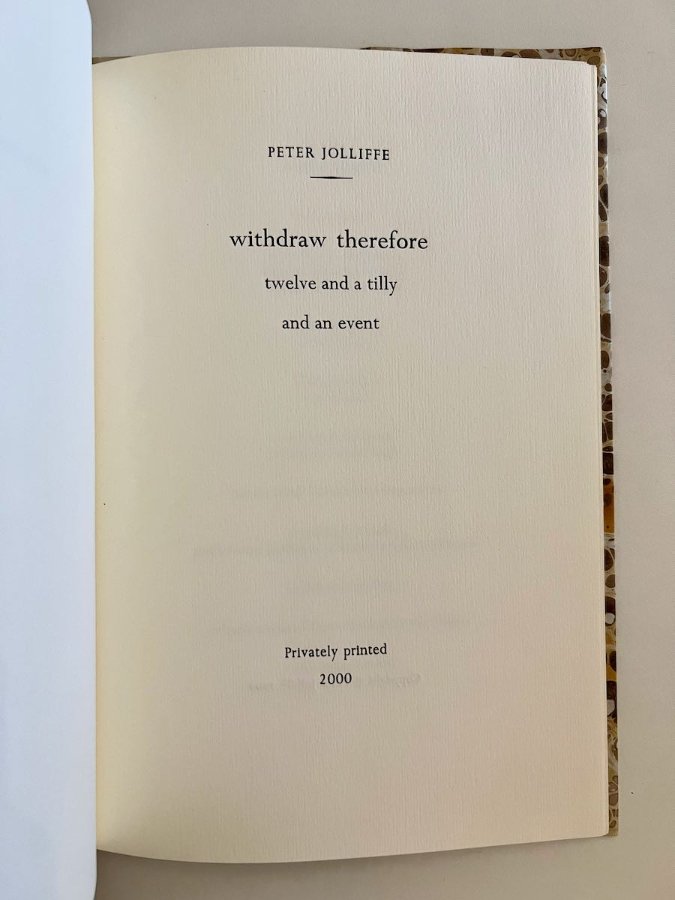 PETER JOLLIFFE
withdraw therefore
twelve and a tilly
and an event
Privately printed
2000